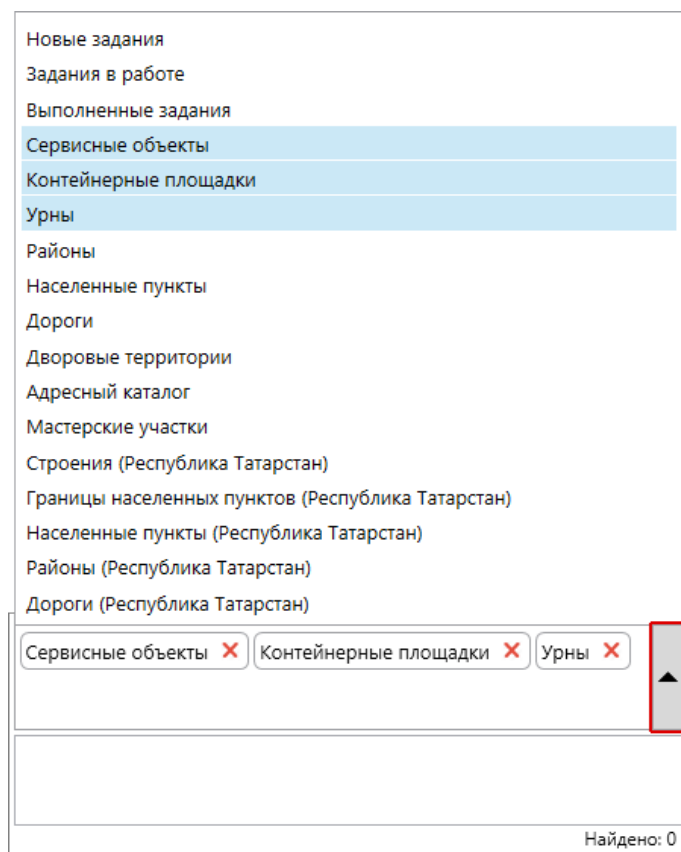 Новые задания
Задания в работе
Выполненные задания
Сервисные объекты
Контейнерные площадки
Урны
Районы
Населенные пункты
Дороги
Дворовые территории
Адресный каталог
Мастерские участки
Строения (Республика Татарстан)
Границы населенных пунктов (Республика Татарстан)
Населенные пункты (Республика Татарстан)
Районы (Республика Татарстан)
Дороги (Республика Татарстан)
Сервисные объекты Контейнерные площадки Урны
Найдено: 0